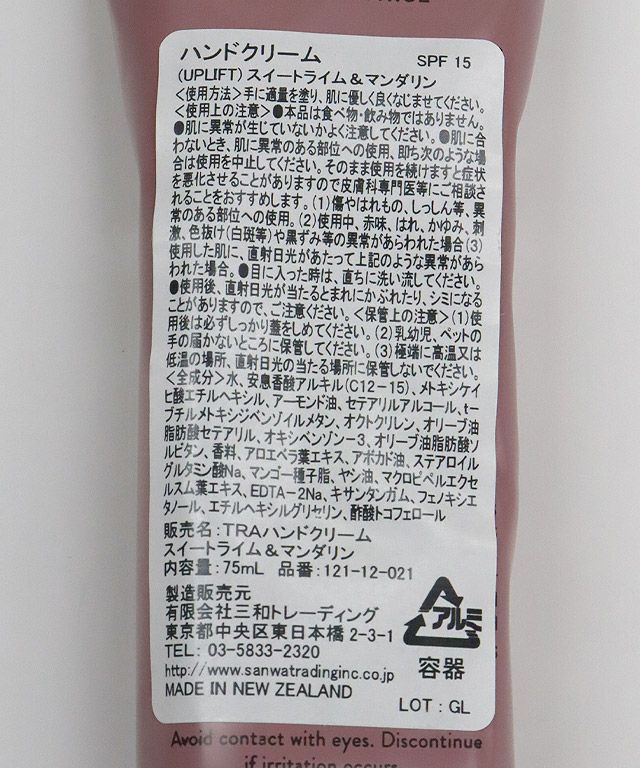 ハンドクリーム SPF 15
(UPLIFT) スイートライム&マンダリン
<使用方法>手に適量を塗り、肌に優しく良くなじませてください。
<使用上の注意>●本品は食べ物・飲み物ではありません。
●肌に異常が生じていないかよく注意してください。●肌に合
わないとき、肌に異常のある部位への使用、即ち次のような場
合は使用を中止してください。そのまま使用を続けますと症状
を悪化させることがありますので皮膚科専門医等にご相談さ
れることをおすすめします。(1)傷やはれもの、しっしん等、異
常のある部位への使用。(2)使用中、赤味、はれ、かゆみ、刺
激、色抜け(白斑等)や黒ずみ等の異常があらわれた場合(3)
使用した肌に、直射日光があたって上記のような異常があら
われた場合。●目に入った時は、直ちに洗い流してください。
●使用後、直射日光が当たるとまれにかぶれたり、シミになる
ことがありますので、ご注意ください。<保管上の注意>(1)使
用後は必ずしっかり蓋をしめてください。(2)乳幼児、ペットの
手の届かないところに保管してください。(3)極端に高温又は
低温の場所、直射日光の当たる場所に保管しないでください。
<全成分>水、安息香酸アルキル(C12-15)、メトキシケイ
ヒ酸エチルヘキシル、アーモンド油、セテアリルアルコール、t-
ブチルメトキシジベンゾイルメタン、オクトクリレン、オリーブ油
脂肪酸セテアリル、オキシベンゾン-3、オリーブ油脂肪酸ソ
ルビタン、香料、アロエベラ葉エキス、アボカド油、ステアロイル
グルタミン酸Na、マンゴー種子脂、ヤシ油、マクロピペルエクセ
ルスム葉エキス、EDTA-2Na、キサンタンガム、フェノキシエ
タノール、エチルヘキシルグリセリン、酢酸トコフェロール
販売名:TRAハンドクリーム
スイートライム&マンダリン
内容量:75mL 品番:121-12-021
製造販売元
有限会社三和トレーディング
東京都中央区東日本橋2-3-1
TEL 03-5833-2320
http://www.sanwatradinginc.co.jp
MADE IN NEW ZEALAND
アルミ
容器
LOT : GL
Avoid contact with eyes. Discontinue
if irritation occurs